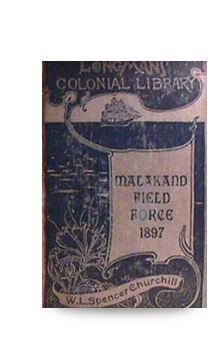 LONGMANS
COLONIAL LIBRARY
MALAKAND
FIELD
FORCE
1897
W.L. Spencer Churchill